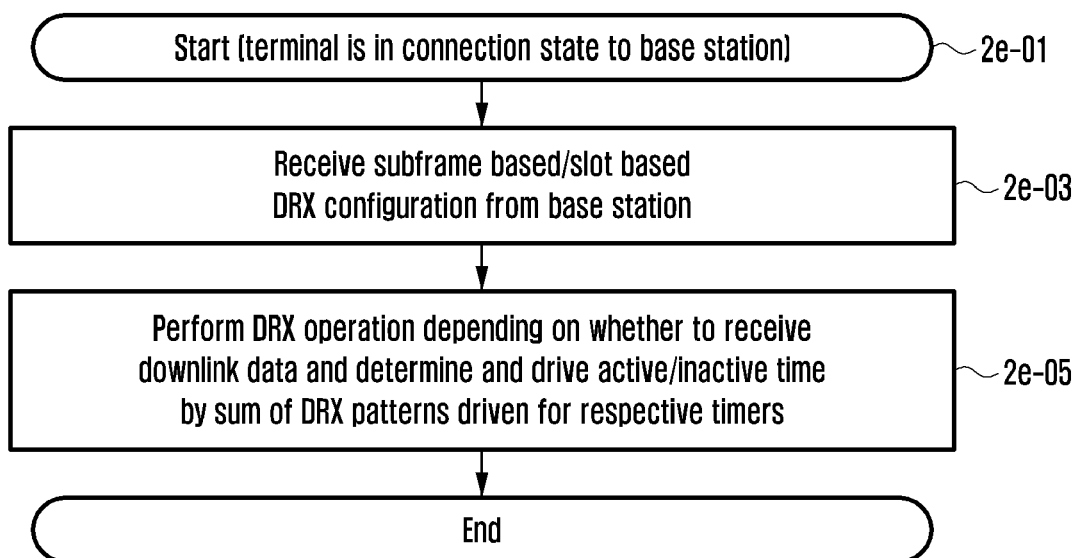 Start (terminal is in connection state to base station)
2e-01
Receive subframe based/slot based
DRX configuration from base station
2e-03
Perform DRX operation depending on whether to receive
downlink data and determine and drive active/inactive time
by sum of DRX patterns driven for respective timers
2e-05
End